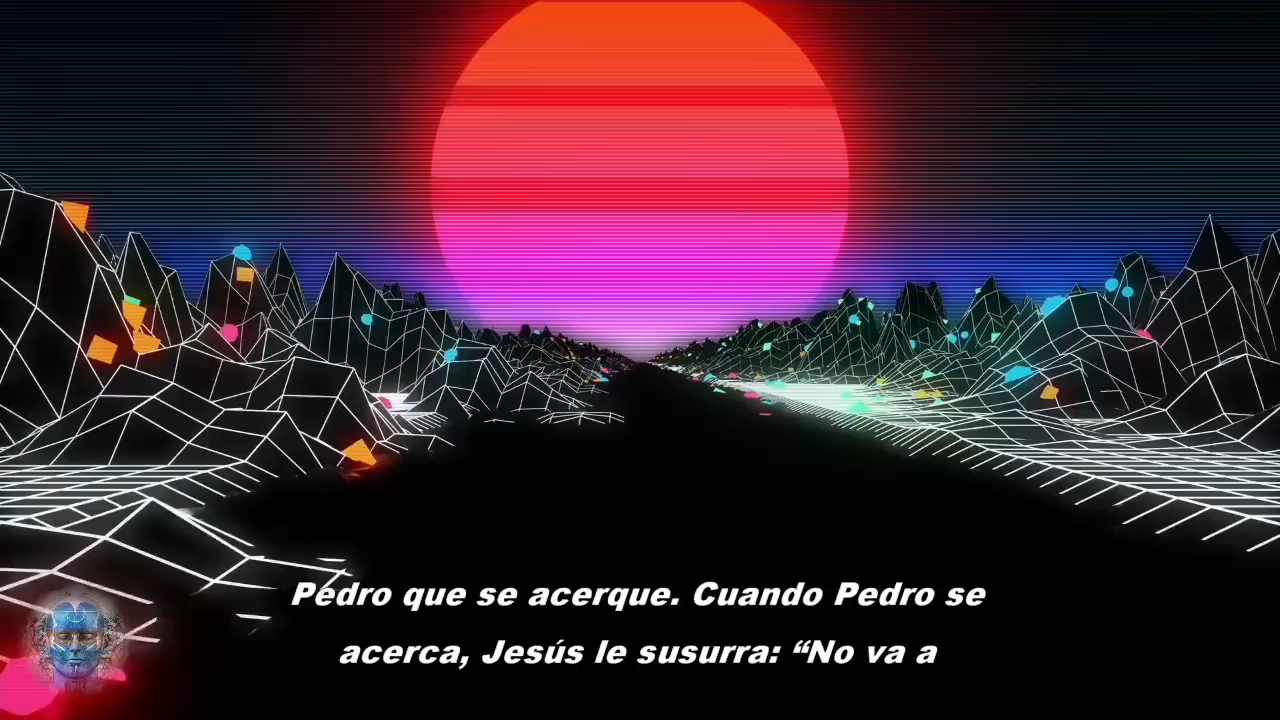 Pedro que se acerque. Cuando Pedro se
acerca, Jesús le susurra: “No va a